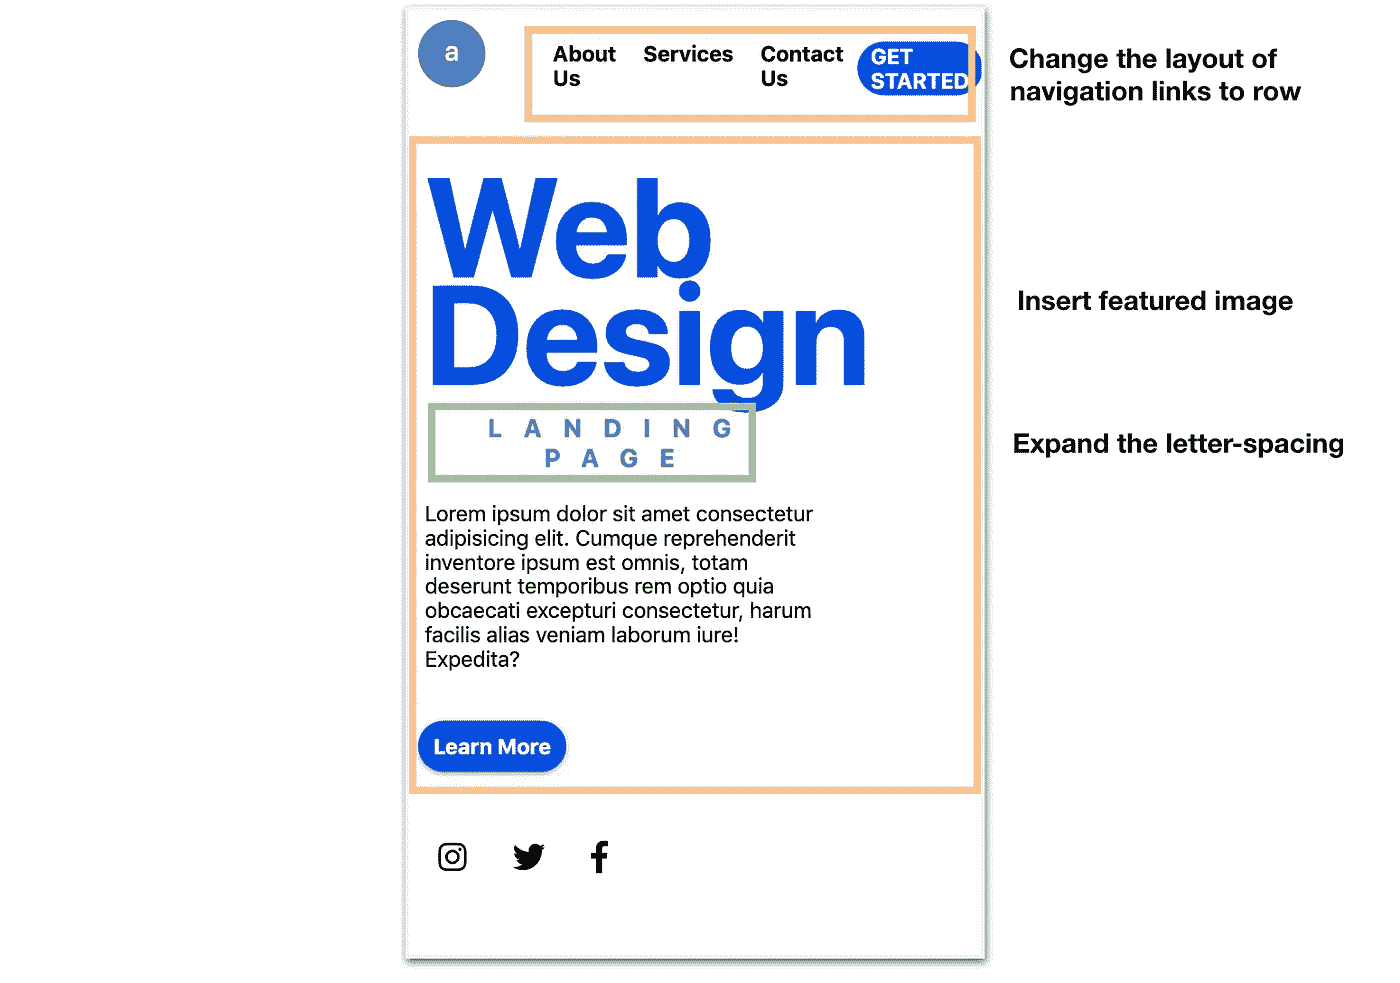 a
About Us
Services
Contact Us
GET STARTED
Change the layout of
navigation links to row
Web
Design
Insert featured image
LANDING
PAGE
Expand the letter-spacing
Lorem ipsum dolor sit amet consectetur
adipisicing elit. Cumque reprehenderit
inventore ipsum est omnis, totam
deserunt temporibus rem optio quia
obcaecati excepturi consectetur, harum
facilis alias veniam laborum iure!
Expedita?
Learn More